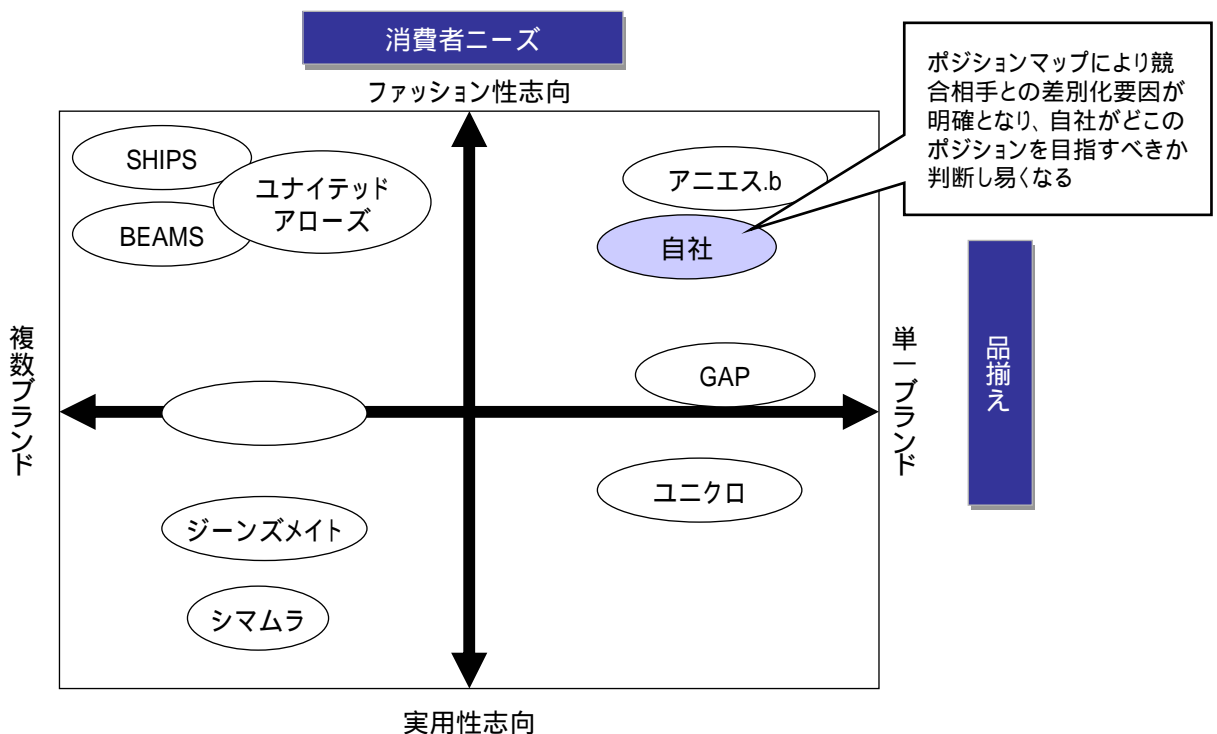 消費者ニーズ
ファッション性志向
ポジションマップにより競
合相手との差別化要因が
明確となり、自社がどこの
ポジションを目指すべきか
判断し易くなる
SHIPS
ユナイテッド
アローズ
BEAMS
アニエス.b
自社
複数ブランド
単一ブランド
品揃え
GAP
ユニクロ
ジーンズメイト
シマムラ
実用性志向